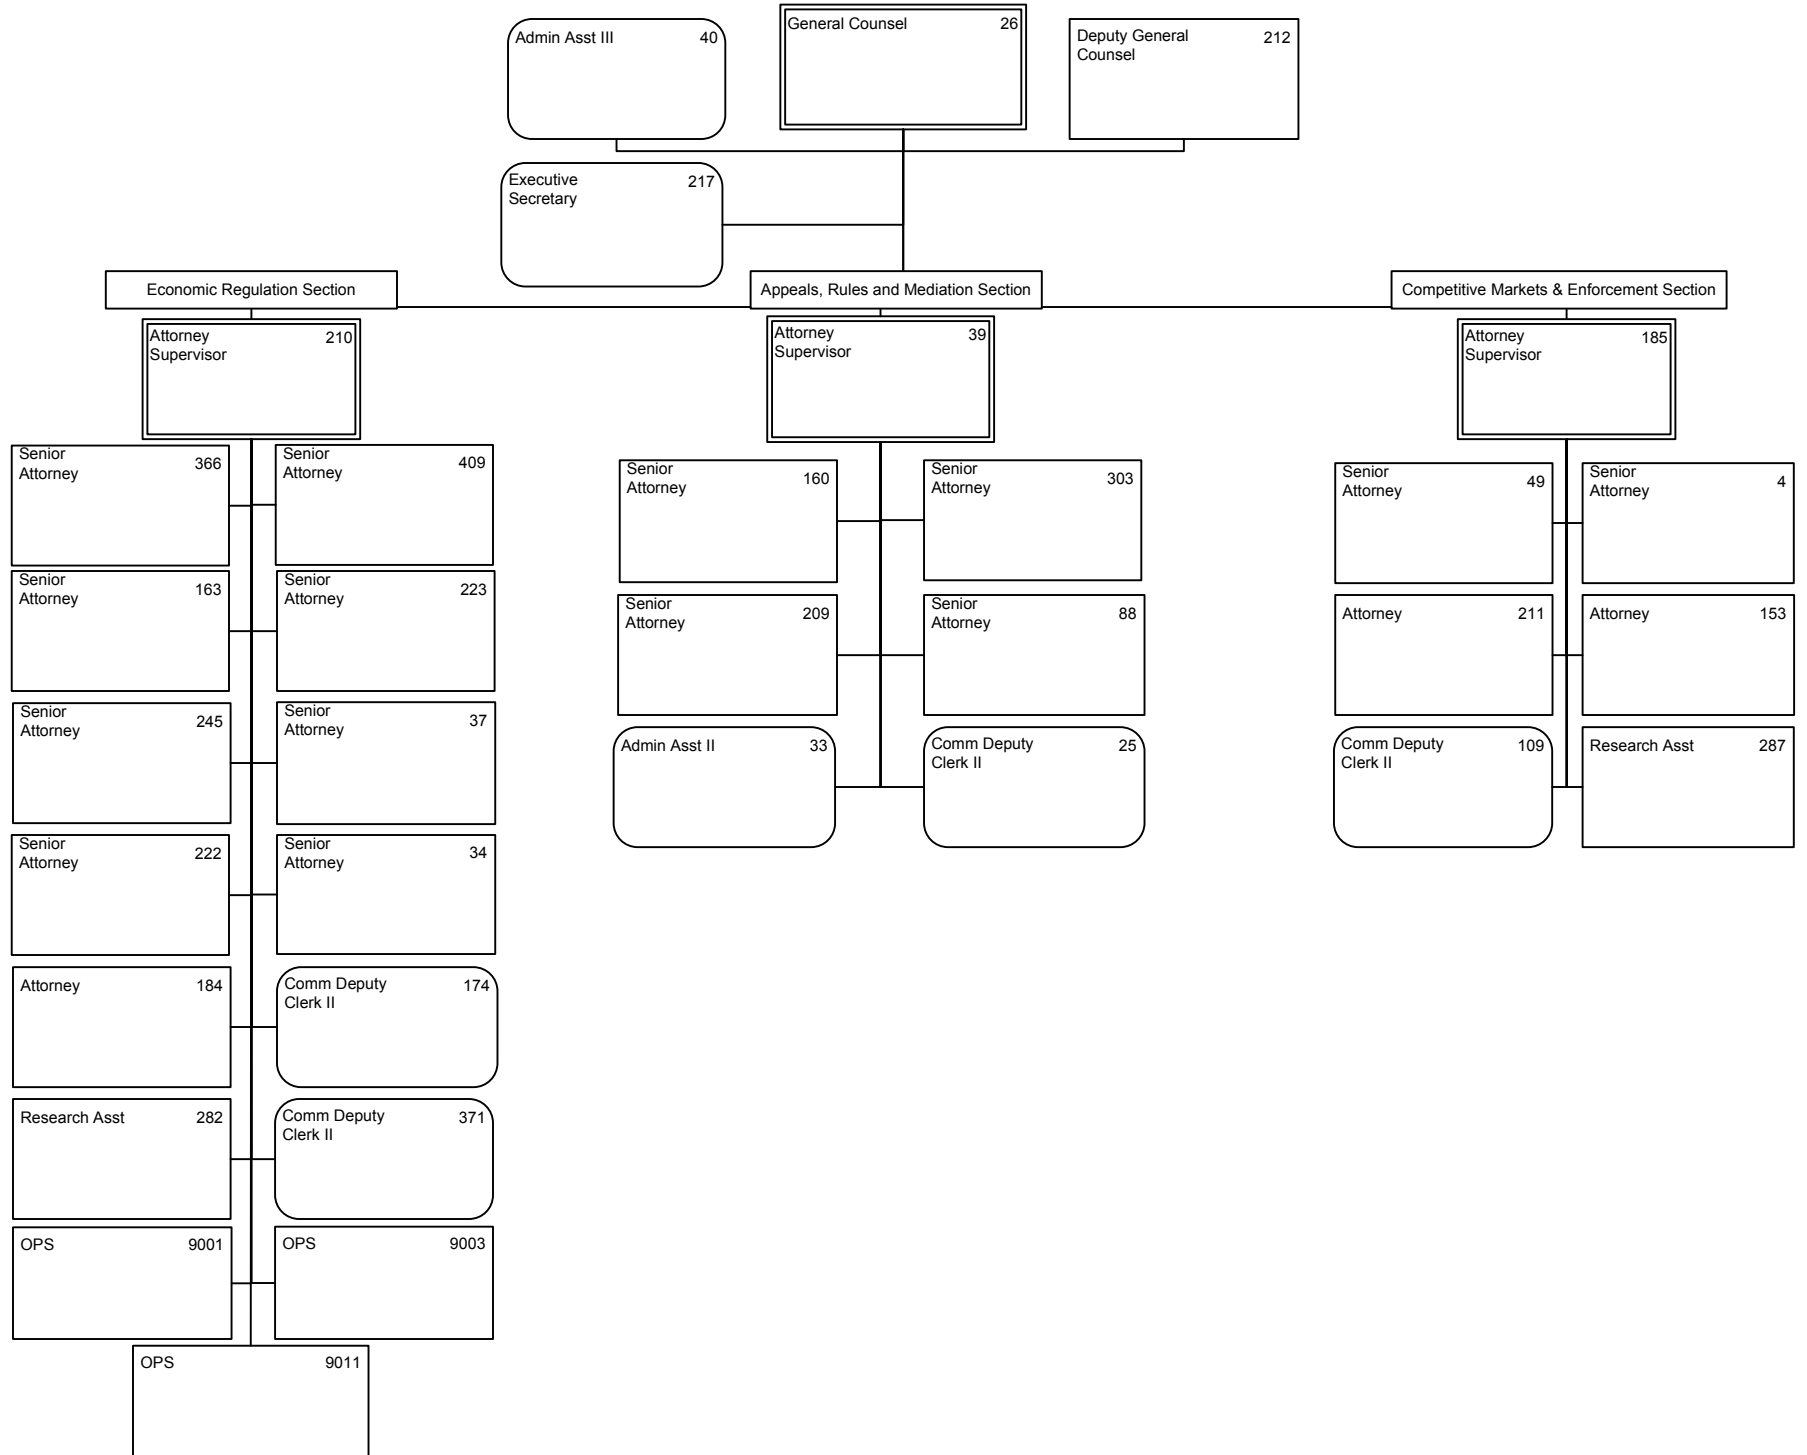 Admin Asst III 40
General Counsel 26
Deputy General 212
Counsel
Executive 217
Secretary
Economic Regulation Section
Appeals, Rules and Mediation Section
Competitive Markets & Enforcement Section
Attorney 210
Supervisor
Attorney 39
Supervisor
Attorney 185
Supervisor
Senior
Attorney 366
Senior
Attorney 409
Senior
Attorney 163
Senior
Attorney 223
Senior
Attorney 245
Senior
Attorney 37
Senior
Attorney 222
Senior
Attorney 34
Attorney 184
Comm Deputy 174
Clerk II
Research Asst 282
Comm Deputy 371
Clerk II
OPS 9001
OPS 9003
OPS 9011
Senior
Attorney 160
Senior
Attorney 303
Senior
Attorney 209
Senior
Attorney 88
Admin Asst II 33
Comm Deputy 25
Clerk II
Senior
Attorney 49
Senior
Attorney 4
Attorney 211
Attorney 153
Comm Deputy 109
Clerk II
Research Asst 287